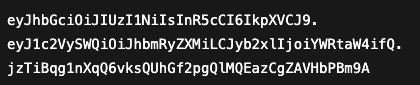 eyJhbGciOiJIUzI1NiIsInR5cCI6IkpXVCJ9.
eyJ1c2VySWQiOiJhbmRyZXMiLCJyb2xlIjoiYWRtaW4ifQ.
jzTiBqg1nXqQ6vksQUhGf2pgQlMQEazCgZAVHbPBm9A